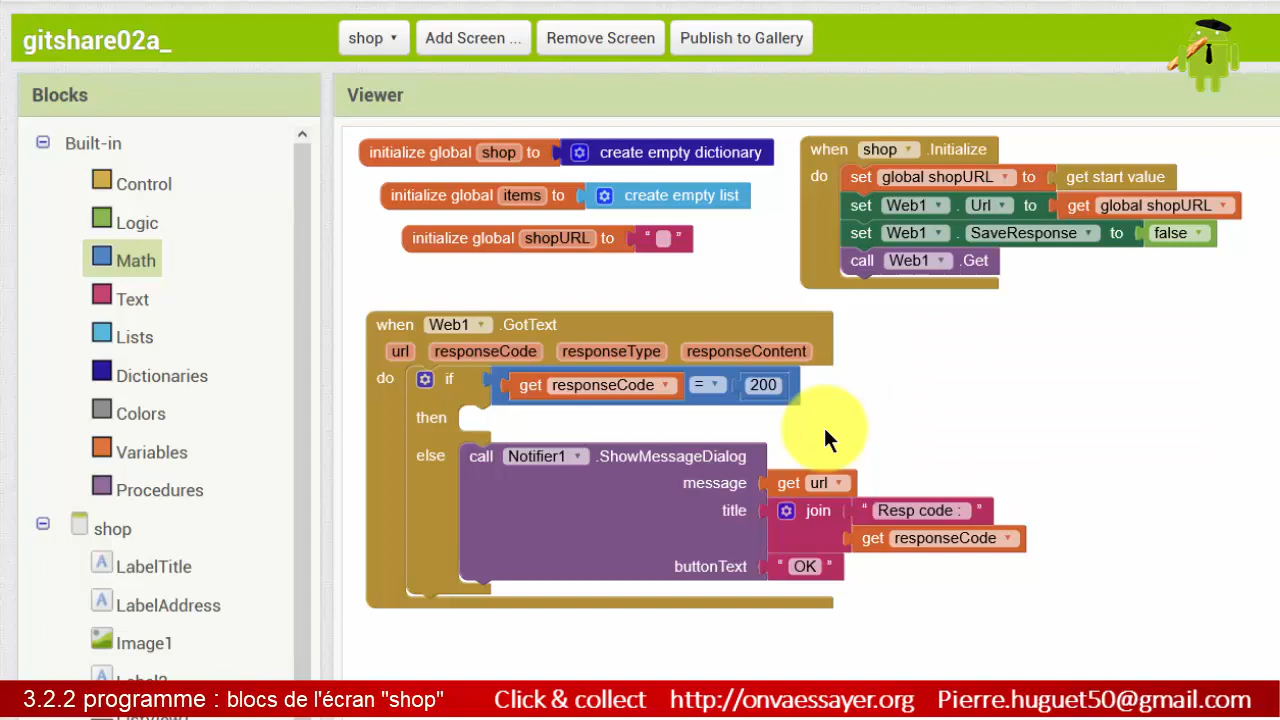 gitshare02a_
shop ▾ Add Screen ... Remove Screen Publish to Gallery
Blocks
Built-in
Control
Logic
Math
Text
Lists
Dictionaries
Colors
Variables
Procedures
shop
LabelTitle
LabelAddress
Image1
Viewer
initialize global shop to create empty dictionary
initialize global items to create empty list
initialize global shopURL to “ ”
when shop .Initialize
do set global shopURL to get start value
set Web1 . Url to get global shopURL
set Web1 . SaveResponse to false
call Web1 .Get
when Web1 .GotText
url responseCode responseType responseContent
do if get responseCode = 200
then
else call Notifier1 .ShowMessageDialog
message get url
title join “ Resp code : ”
get responseCode
buttonText “ OK ”
3.2.2 programme : blocs de l'écran "shop" Click & collect http://onvaessayer.org Pierre.huguet50@gmail.com